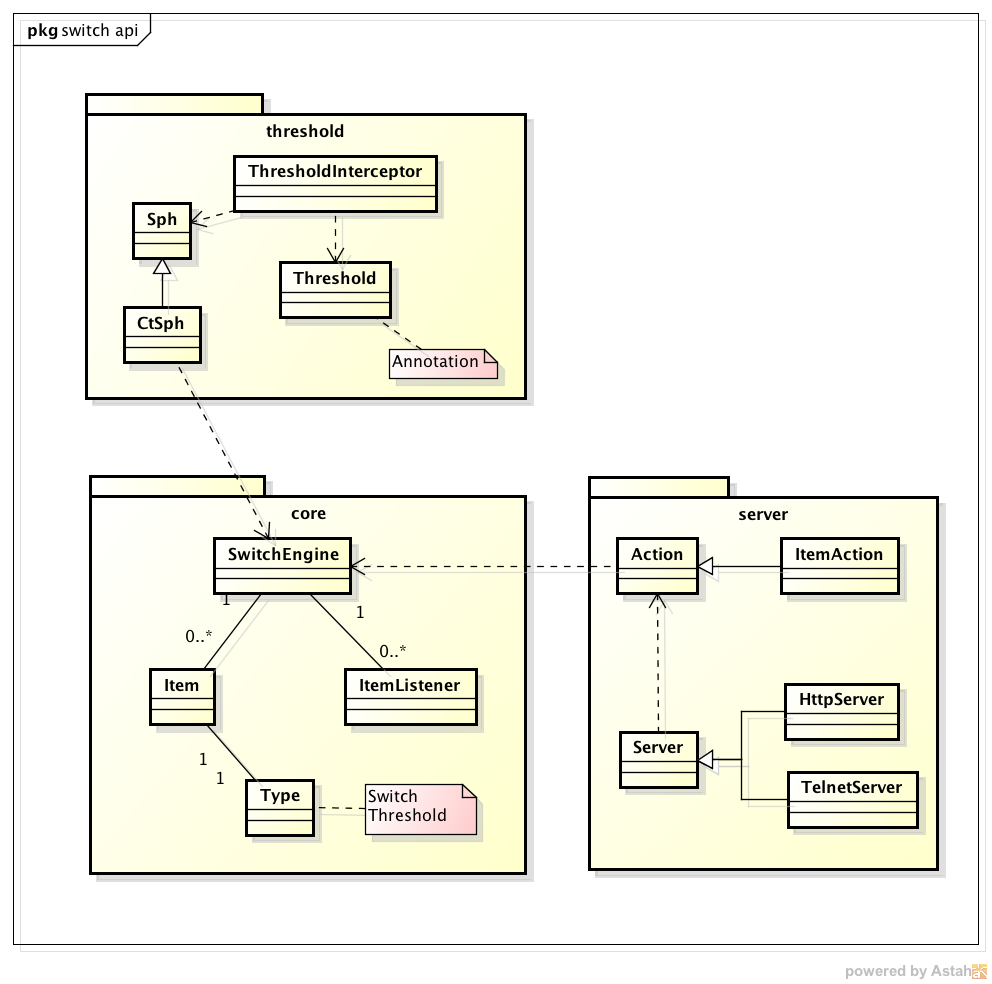 pkg switch api
threshold
ThresholdInterceptor
Sph
Threshold
CtSph
Annotation
core
SwitchEngine
1
1
0..*
0..*
Item
ItemListener
1
1
Type
Switch
Threshold
server
Action
ItemAction
HttpServer
Server
TelnetServer
powered by Astah